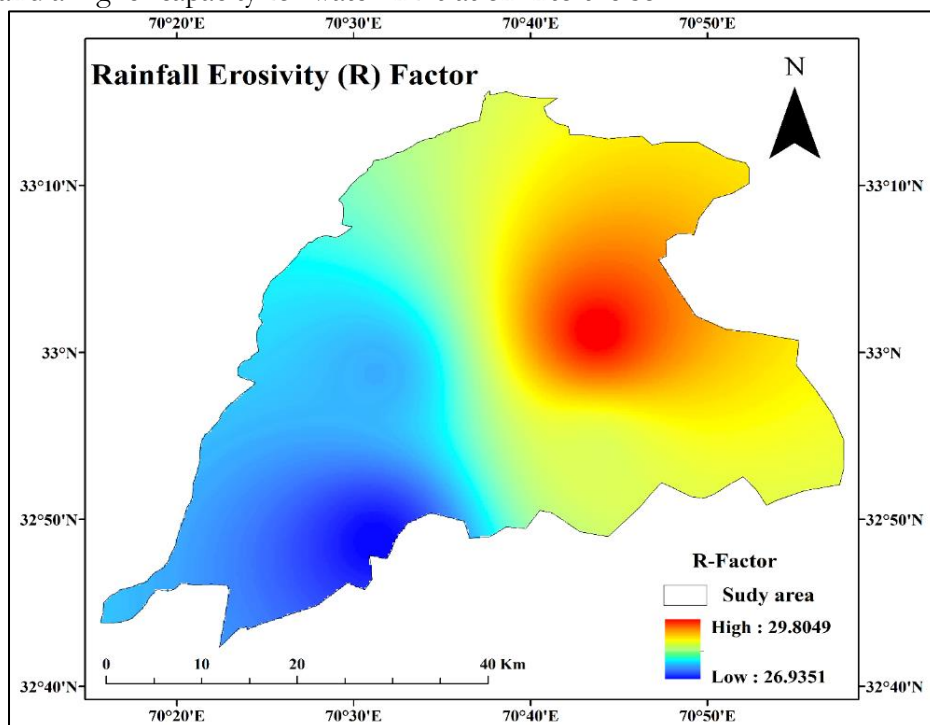 70°20'E 70°30'E 70°40'E 70°50'E
Rainfall Erosivity (R) Factor
N
33°10'N 33°10'N
33°N 33°N
32°50'N 32°50'N
R-Factor
Sudy area
High : 29.8049
Low : 26.9351
0 10 20 40 Km
32°40'N 32°40'N
70°20'E 70°30'E 70°40'E 70°50'E